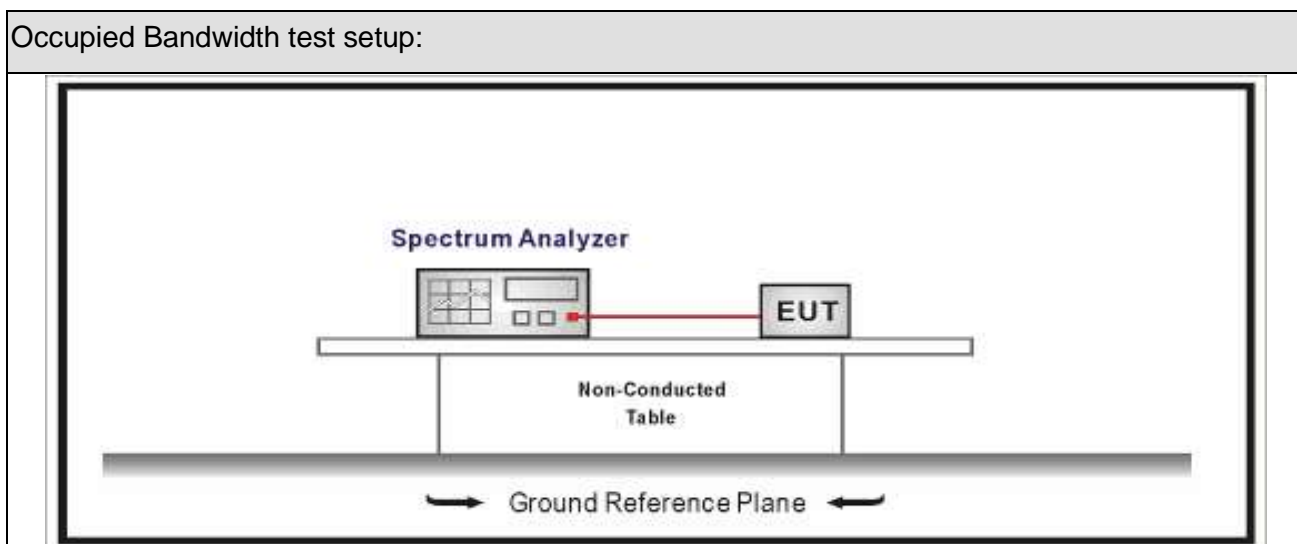 Occupied Bandwidth test setup:
Spectrum Analyzer
EUT
Non-Conducted
Table
Ground Reference Plane